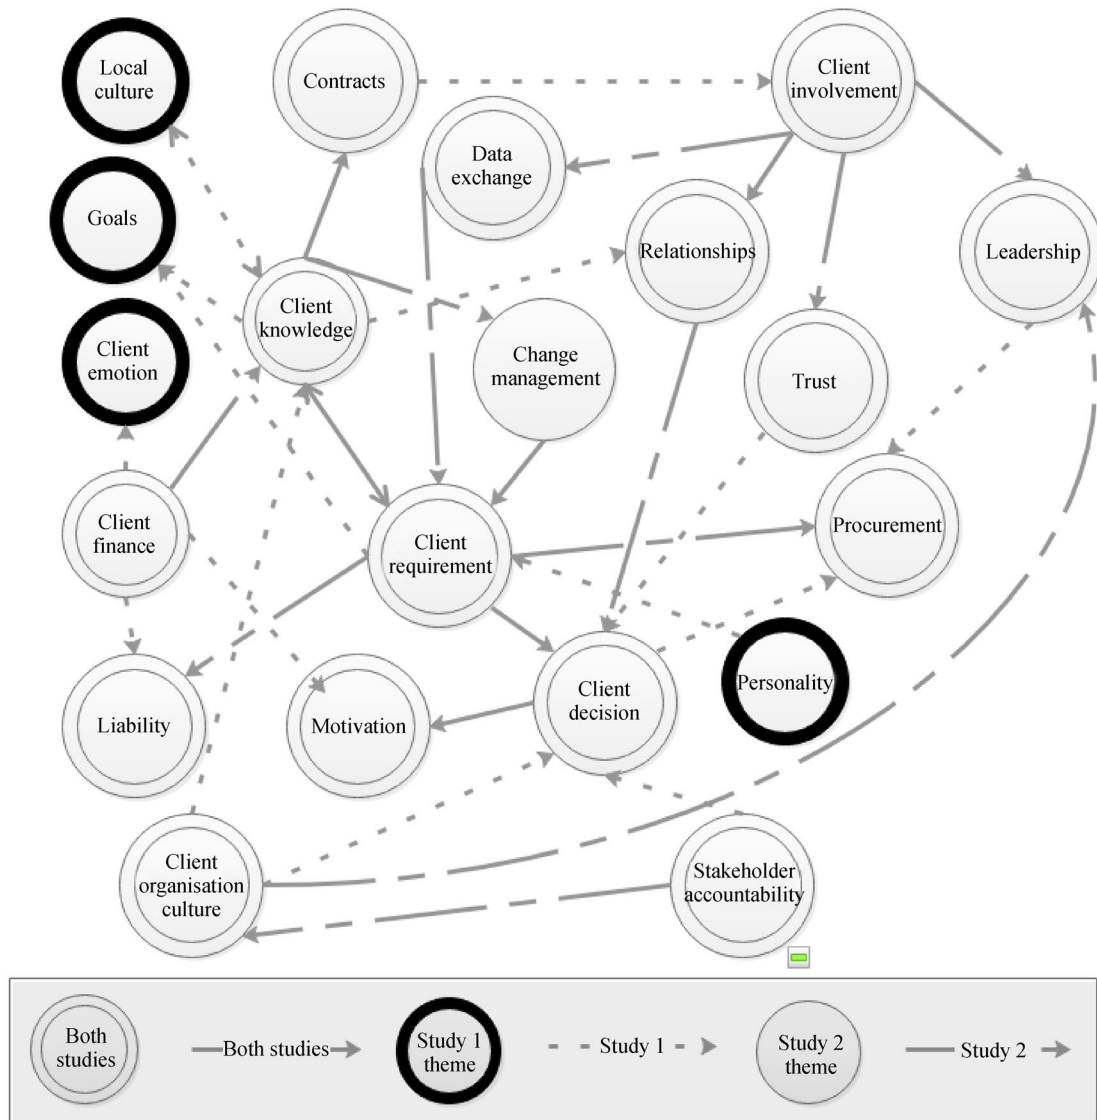 Local
culture
Contracts
Client
involvement
Data
exchange
Goals
Relationships
Leadership
Client
knowledge
Client
emotion
Change
management
Trust
Client
finance
Client
requirement
Procurement
Personality
Client
decision
Liability
Motivation
Client
organisation
culture
Stakeholder
accountability
Both
studies
Both studies
Study 1
theme
Study 1
Study 2
theme
Study 2